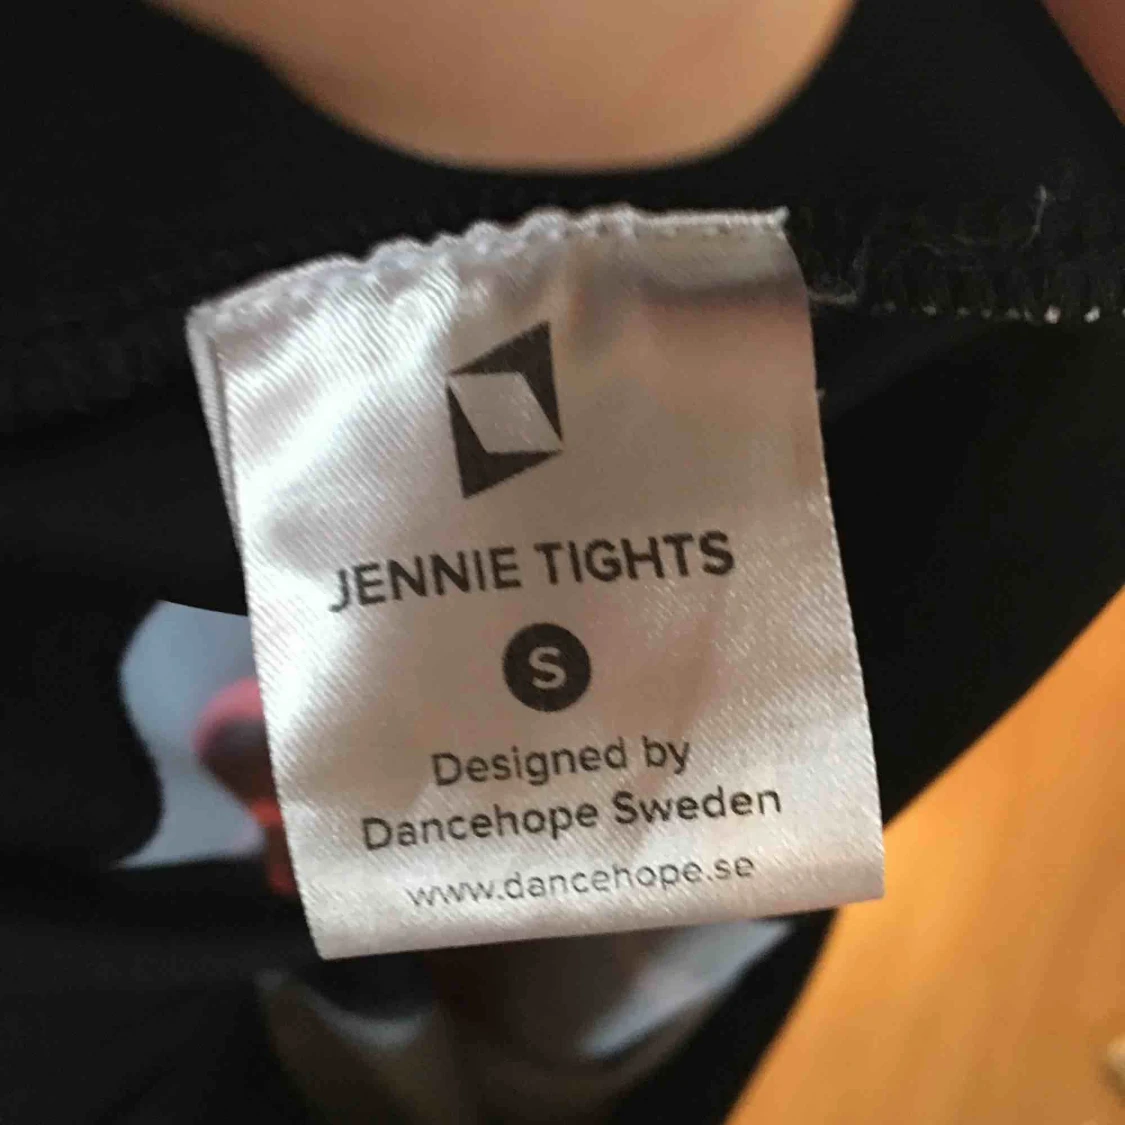 JENNIE TIGHTS
S
Designed by
Dancehope Sweden
www.dancehope.se